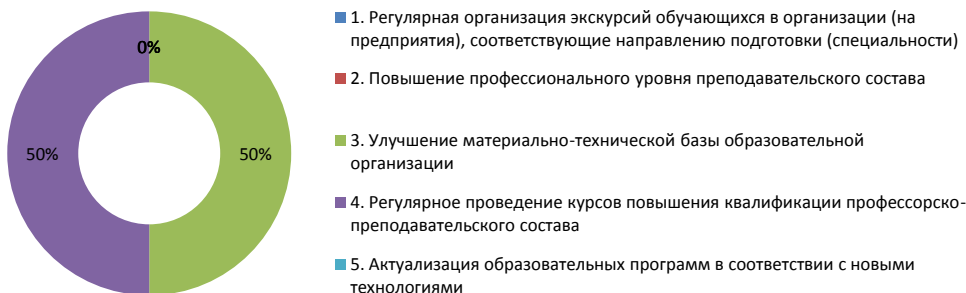 0%
50%
50%
1. Регулярная организация экскурсий обучающихся в организации (на
предприятия), соответствующие направлению подготовки (специальности)
2. Повышение профессионального уровня преподавательского состава
3. Улучшение материально-технической базы образовательной
организации
4. Регулярное проведение курсов повышения квалификации профессорско-
преподавательского состава
5. Актуализация образовательных программ в соответствии с новыми
технологиями